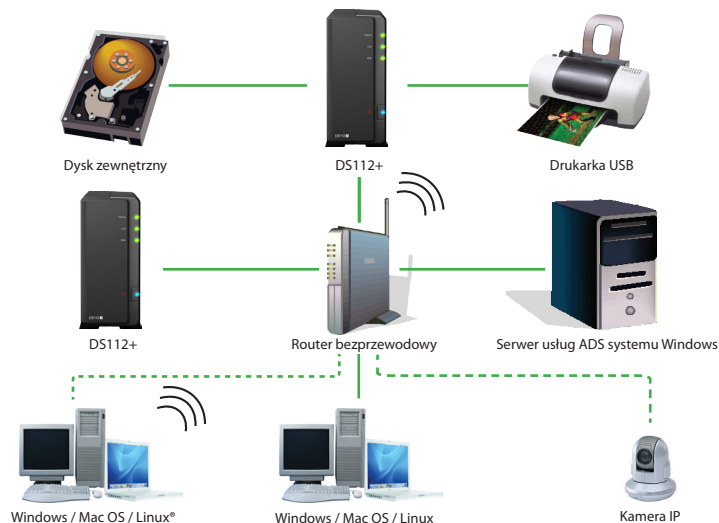 Dysk zewnętrzny
DS112+
Drukarka USB
DS112+
Router bezprzewodowy
Serwer usług ADS systemu Windows
Windows / Mac OS / Linux®
Windows / Mac OS / Linux
Kamera IP